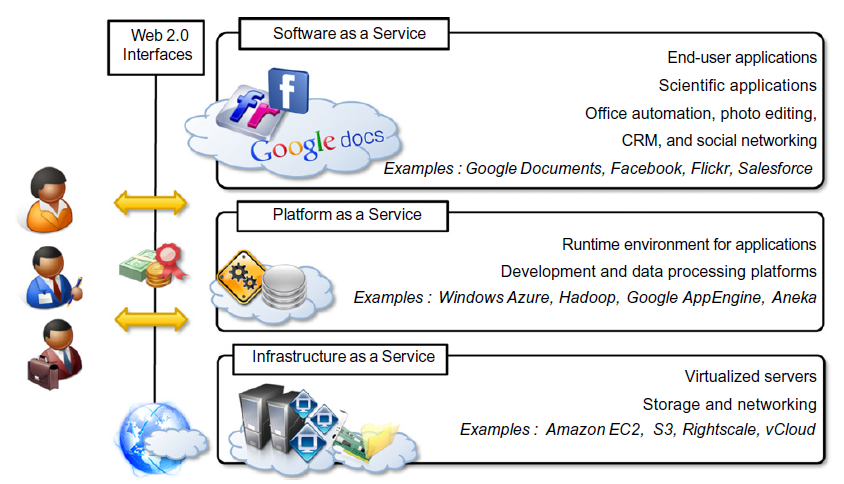 Web 2.0
Interfaces
Software as a Service
End-user applications
Scientific applications
Office automation, photo editing,
CRM, and social networking
Examples : Google Documents, Facebook, Flickr, Salesforce
f
fr
Google docs
Platform as a Service
Runtime environment for applications
Development and data processing platforms
Examples : Windows Azure, Hadoop, Google AppEngine, Aneka
Infrastructure as a Service
Virtualized servers
Storage and networking
Examples : Amazon EC2, S3, Rightscale, vCloud